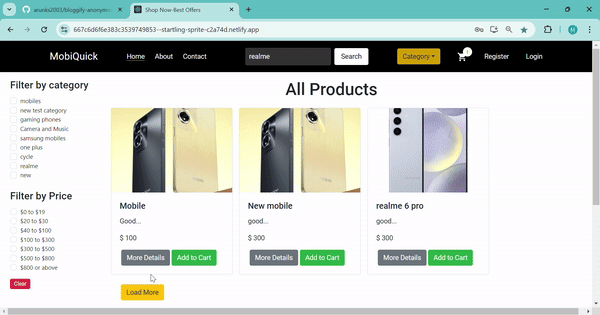 arunks2003/bloggify-anonym
Shop Now-Best Offers
667c6d6f6e383c3539749853--startling-sprite-c2a74d.netlify.app
MobiQuick
Home
About
Contact
realme
Search
Category
0
Register
Login
Filter by category
mobiles
new test category
gaming phones
Camera and Music
samsung mobiles
one plus
cycle
realme
new
Filter by Price
$0 to $19
$20 to $30
$40 to $100
$100 to $300
$300 to $500
$500 to $800
$800 or above
Clear
All Products
Mobile
Good...
$ 100
More Details
Add to Cart
New mobile
good...
$ 300
More Details
Add to Cart
realme 6 pro
good...
$ 300
More Details
Add to Cart
Load More